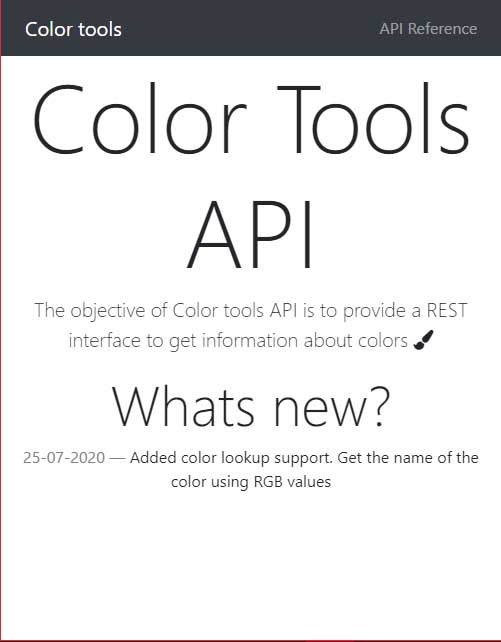 Color tools
API Reference
Color Tools
API
The objective of Color tools API is to provide a REST
interface to get information about colors
Whats new?
25-07-2020 — Added color lookup support. Get the name of the
color using RGB values